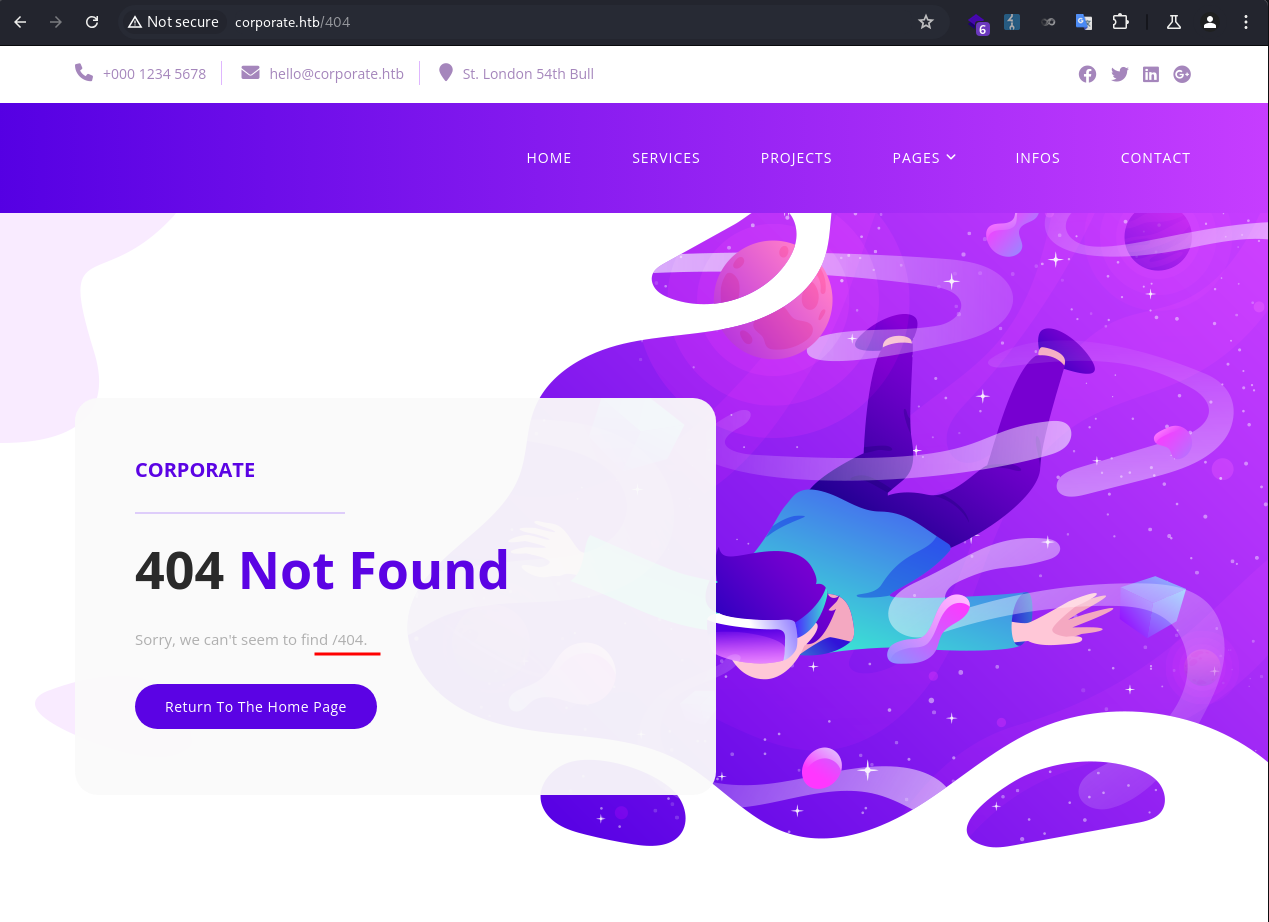 Not secure corporate.htb/404
6
+000 1234 5678 hello@corporate.htb St. London 54th Bull
HOME SERVICES PROJECTS PAGES INFOS CONTACT
CORPORATE
404 Not Found
Sorry, we can't seem to find /404.
Return To The Home Page